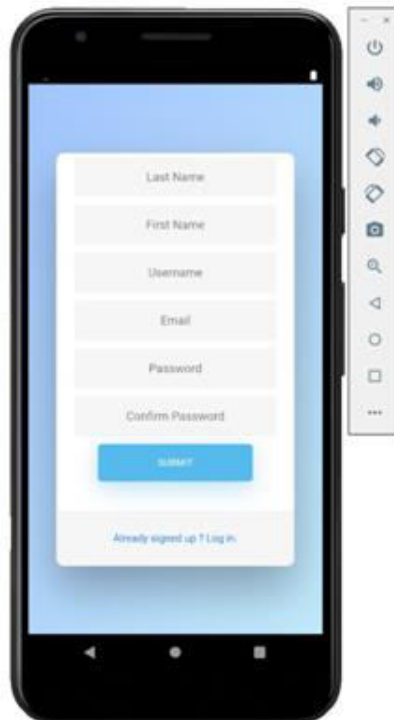 Last Name
First Name
Username
Email
Password
Confirm Password
SUBMIT
Already signed up ? Log in.